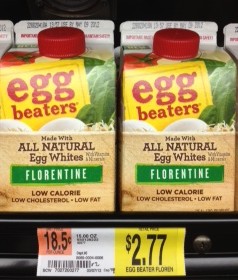 egg
beaters
Made With
ALL NATURAL
Egg Whites
FLORENTINE
LOW CALORIE
LOW CHOLESTEROL • LOW FAT
egg
beaters
Made With
ALL NATURAL
Egg Whites
FLORENTINE
LOW CALORIE
LOW CHOLESTEROL • LOW FAT
18.5¢
$2.77
EGG BEATER FLOREN